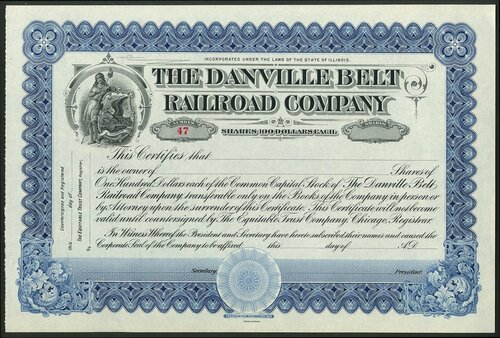 INCORPORATED UNDER THE LAWS OF THE STATE OF ILLINOIS.
THE DANVILLE BELT
RAILROAD COMPANY
47
SHARES 100 DOLLARS EACH.
This Certifies that
is the owner of Shares of
One Hundred Dollars each of the Common Capital Stock of The Danville Belt
Railroad Company, transferable only on the Books of the Company in person or
by Attorney upon the surrender of this Certificate. This Certificate will not become
valid until countersigned by The Equitable Trust Company, Chicago, Registrar.
In Witness Whereof the President and Secretary have hereto subscribed their names and caused the
Corporate Seal of the Company to be affixed this day of A.D.
Secretary. President.
Countersigned and Registered
this day of
THE EQUITABLE TRUST COMPANY, Registrar,
By